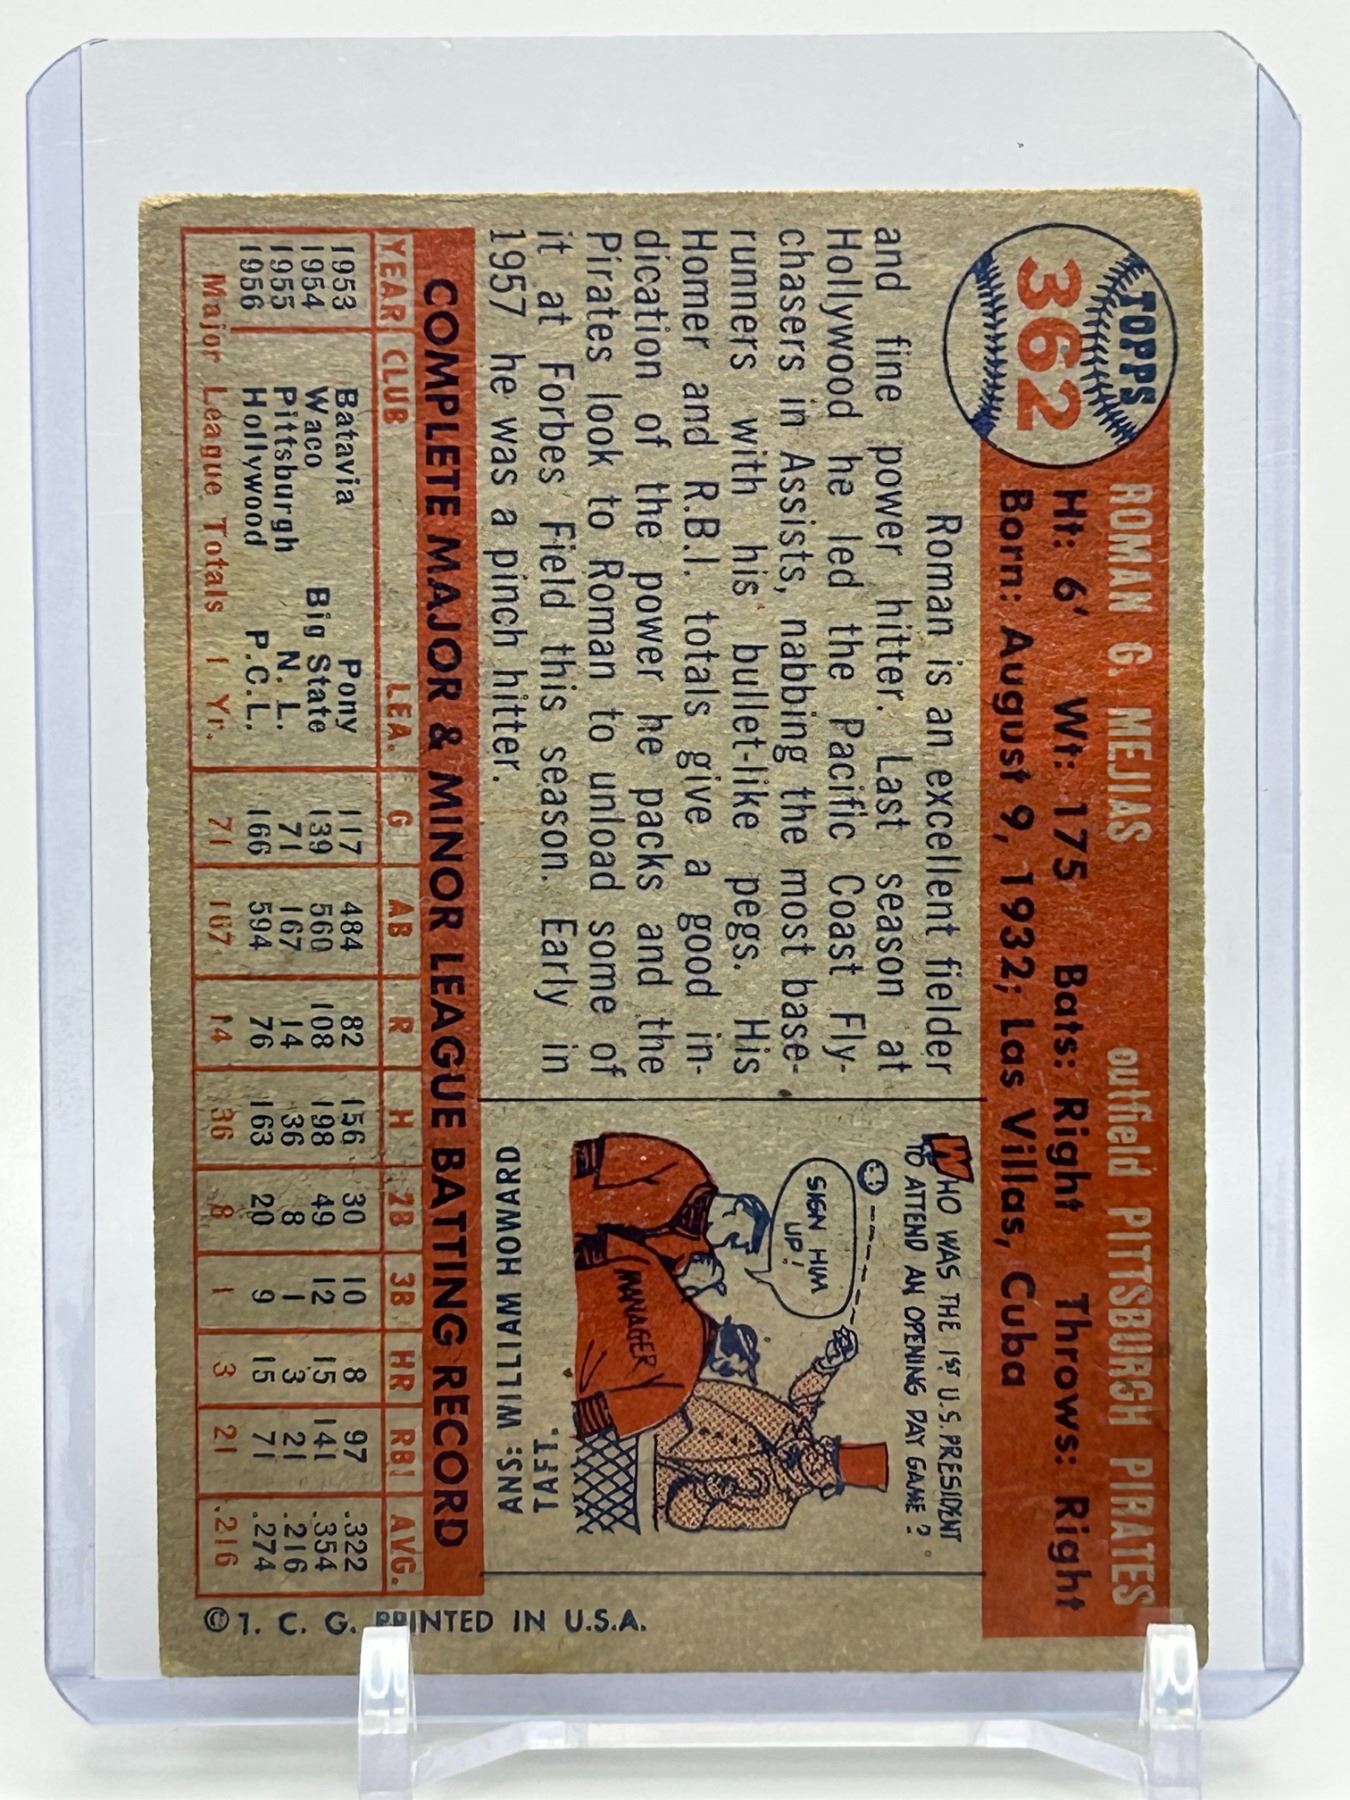 TOPPS
362
ROMAN G. MEJIAS outfield PITTSBURGH PIRATES
Ht: 6' Wt: 175 Bats: Right Throws: Right
Born: August 9, 1932; Las Villas, Cuba
Roman is an excellent fielder
and fine power hitter. Last season at
Hollywood he led the Pacific Coast Fly-
chasers in Assists, nabbing the most base-
runners with his bullet-like pegs. His
Homer and R.B.I. totals give a good in-
dication of the power he packs and the
Pirates look to Roman to unload some of
it at Forbes Field this season. Early in
1957 he was a pinch hitter.
WHO WAS THE 1ST U.S. PRESIDENT
TO ATTEND AN OPENING DAY GAME?
SIGN HIM
UP!
MANAGER
ANS: WILLIAM HOWARD
TAFT.
COMPLETE MAJOR & MINOR LEAGUE BATTING RECORD
YEAR CLUB LEA. G AB R H 2B 3B HR RBI AVG.
1953 Batavia Pony 117 484 82 156 30 10 8 97 .322
1954 Waco Big State 139 560 108 198 49 12 15 141 .354
1955 Pittsburgh N. L. 71 167 14 36 8 1 3 21 .216
1956 Hollywood P.C.L. 166 594 76 163 20 9 15 71 .274
Major League Totals 1 Yr. 71 167 14 36 8 1 3 21 .216
©T. C. G. PRINTED IN U.S.A.